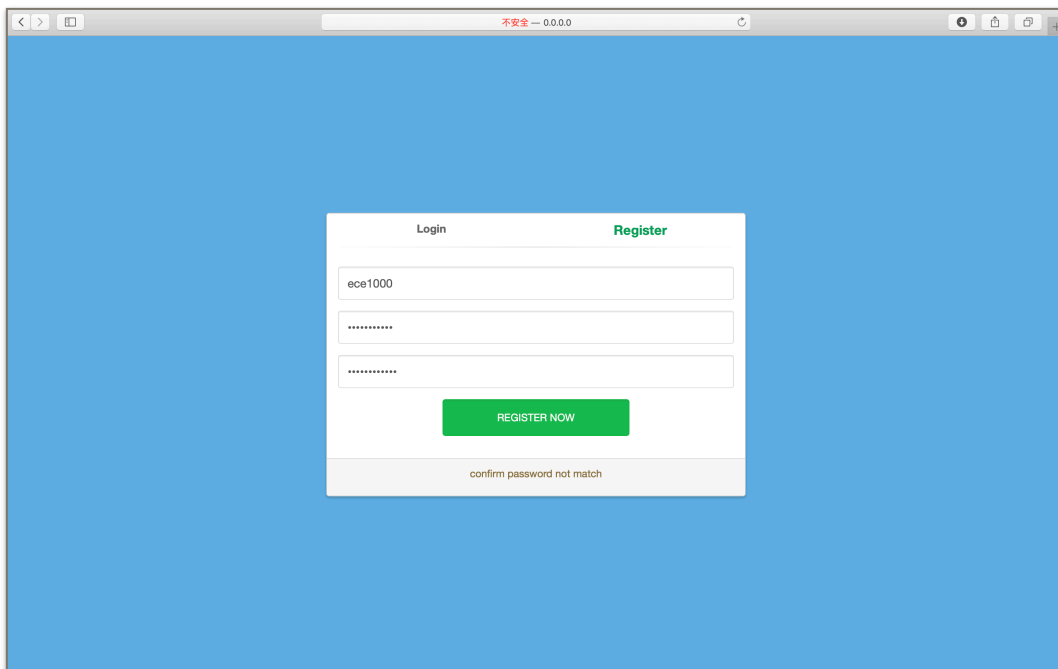 不安全 — 0.0.0.0
Login
Register
ece1000
•••••••••••
••••••••••••
REGISTER NOW
confirm password not match